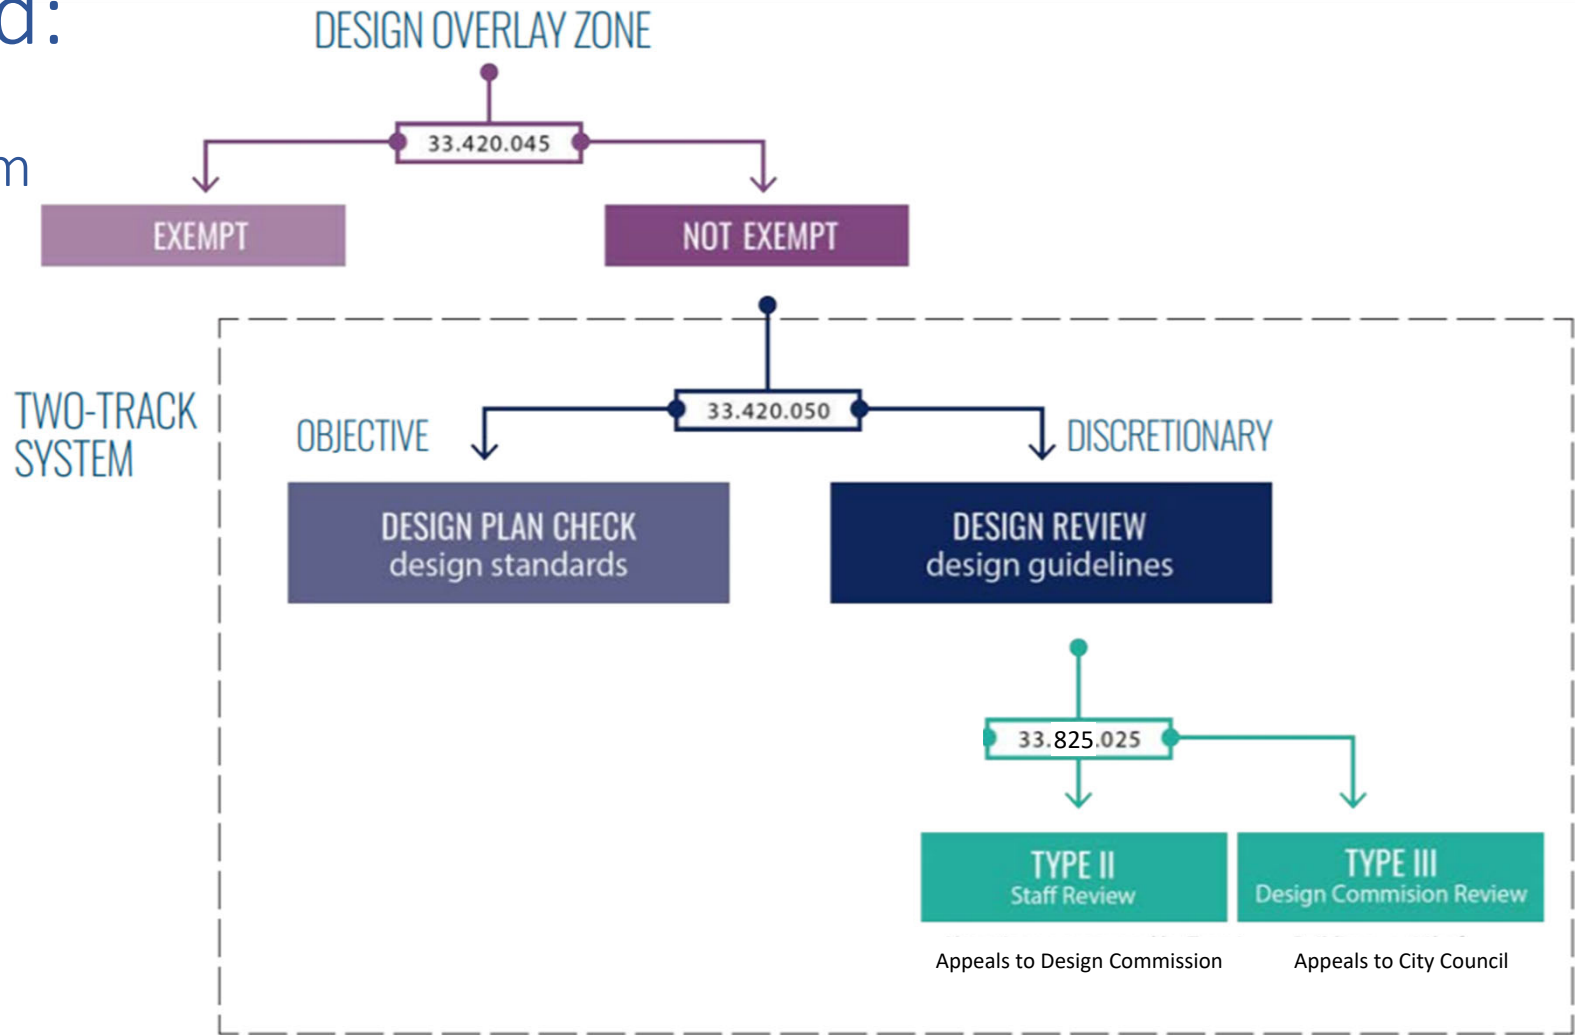 d:
m
DESIGN OVERLAY ZONE
33.420.045
EXEMPT
NOT EXEMPT
TWO-TRACK
SYSTEM
33.420.050
OBJECTIVE
DISCRETIONARY
DESIGN PLAN CHECK
design standards
DESIGN REVIEW
design guidelines
33.825.025
TYPE II
Staff Review
TYPE III
Design Commision Review
Appeals to Design Commission
Appeals to City Council